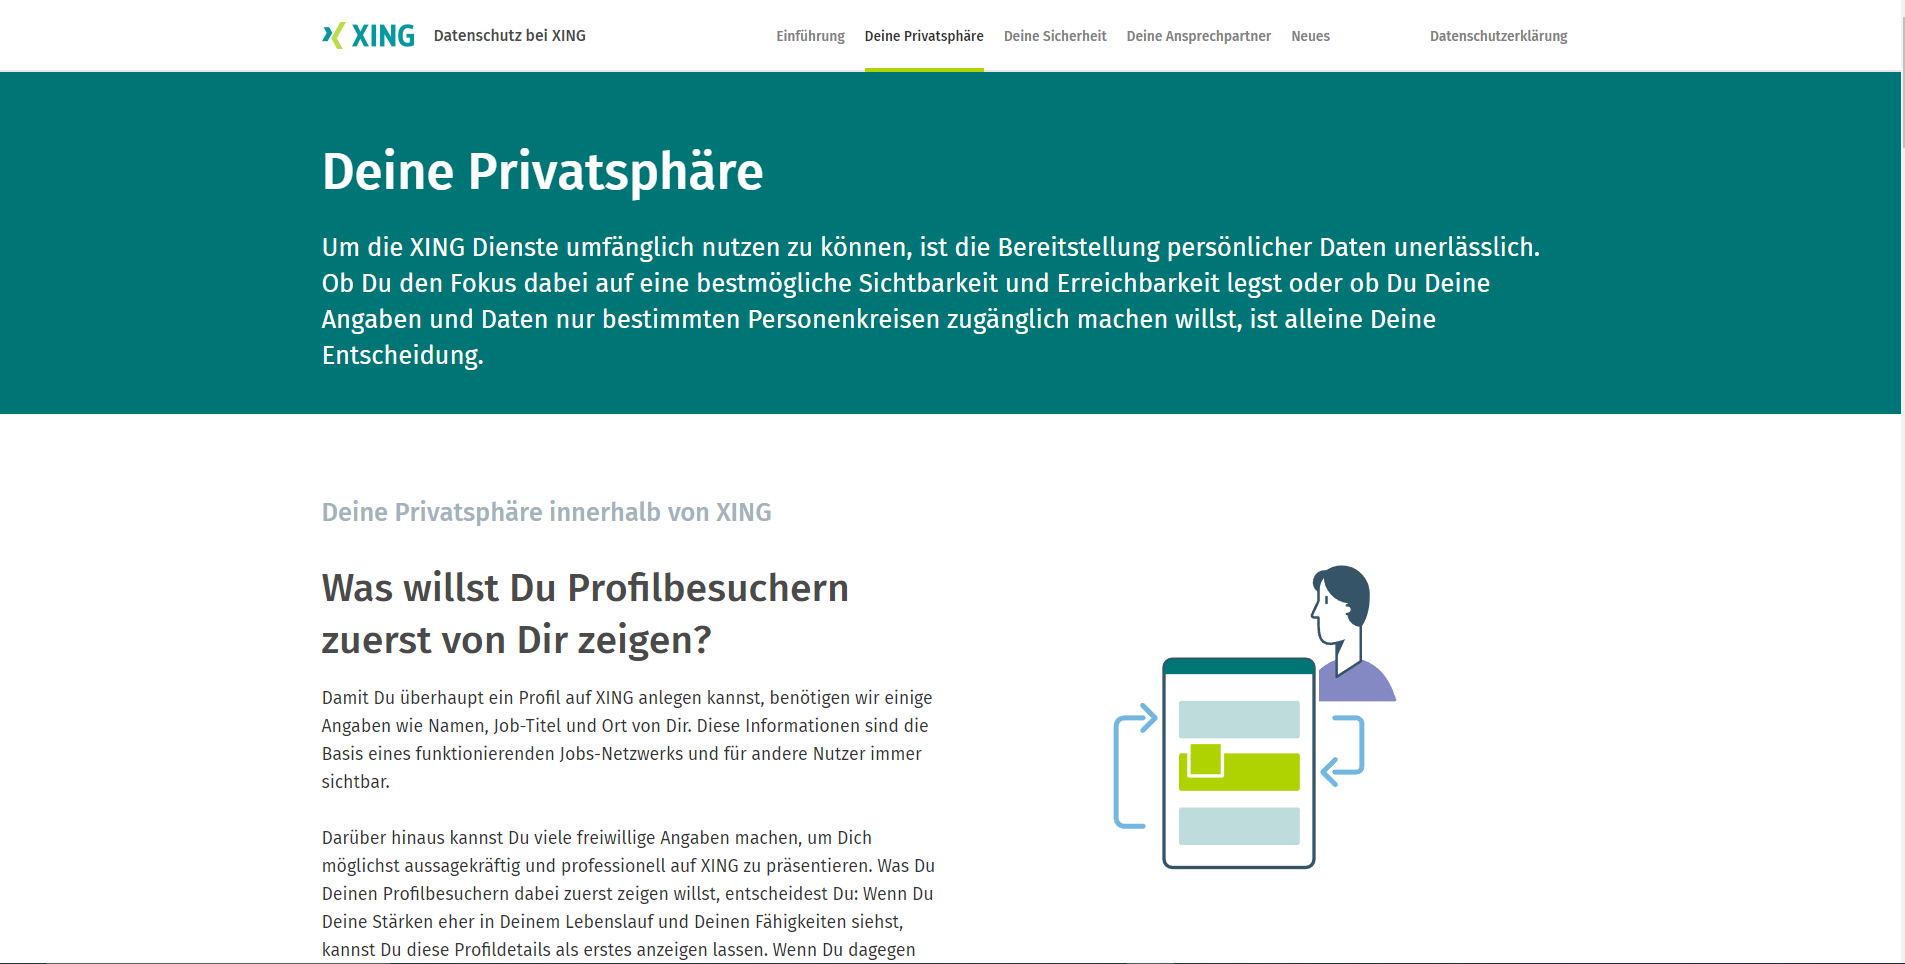 XING Datenschutz bei XING Einführung Deine Privatsphäre Deine Sicherheit Deine Ansprechpartner Neues Datenschutzerklärung
Deine Privatsphäre
Um die XING Dienste umfänglich nutzen zu können, ist die Bereitstellung persönlicher Daten unerlässlich.
Ob Du den Fokus dabei auf eine bestmögliche Sichtbarkeit und Erreichbarkeit legst oder ob Du Deine
Angaben und Daten nur bestimmten Personenkreisen zugänglich machen willst, ist alleine Deine
Entscheidung.
Deine Privatsphäre innerhalb von XING
Was willst Du Profilbesuchern
zuerst von Dir zeigen?
Damit Du überhaupt ein Profil auf XING anlegen kannst, benötigen wir einige
Angaben wie Namen, Job-Titel und Ort von Dir. Diese Informationen sind die
Basis eines funktionierenden Jobs-Netzwerks und für andere Nutzer immer
sichtbar.
Darüber hinaus kannst Du viele freiwillige Angaben machen, um Dich
möglichst aussagekräftig und professionell auf XING zu präsentieren. Was Du
Deinen Profilbesuchern dabei zuerst zeigen willst, entscheidest Du: Wenn Du
Deine Stärken eher in Deinem Lebenslauf und Deinen Fähigkeiten siehst,
kannst Du diese Profildetails als erstes anzeigen lassen. Wenn Du dagegen